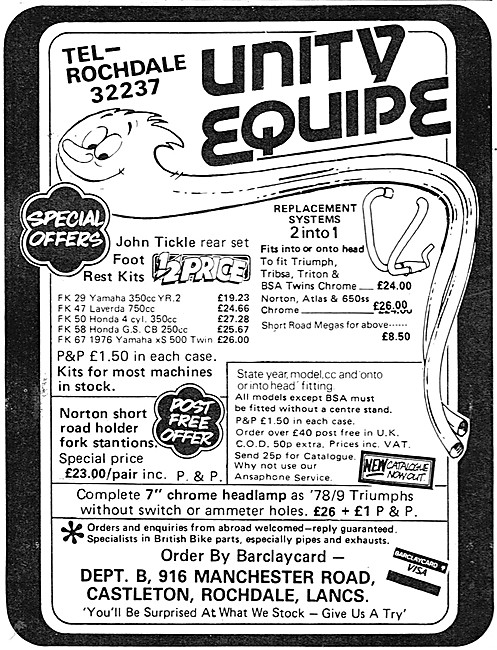 TEL—
ROCHDALE
32237
UNITY
EQUIPE
SPECIAL
OFFERS
John Tickle rear set
Foot
Rest Kits
½ PRICE
FK 29 Yamaha 350cc YR.2 £19.23
FK 47 Laverda 750cc £24.66
FK 50 Honda 4 cyl. 350cc £27.28
FK 58 Honda G.S. CB 250cc £25.67
FK 67 1976 Yamaha xS 500 Twin £26.00
P&P £1.50 in each case.
Kits for most machines
in stock.
REPLACEMENT
SYSTEMS
2 into 1
Fits into or onto head
To fit Triumph,
Tribsa, Triton &
BSA Twins Chrome £24.00
Norton, Atlas & 650ss
Chrome £26.00
Short Road Megas for above------
£8.50
Norton short
road holder
fork stantions.
Special price
£23.00/pair inc. P. & P.
POST
FREE
OFFER
State year, model, cc and 'onto
or into head' fitting.
All models except BSA must
be fitted without a centre stand.
P&P £1.50 in each case.
Order over £40 post free in U.K.
C.O.D. 50p extra. Prices inc. VAT.
Send 25p for Catalogue.
Why not use our
Ansaphone Service.
NEW CATALOGUE
NOW OUT
Complete 7" chrome headlamp as '78/9 Triumphs
without switch or ammeter holes. £26 + £1 P & P.
* Orders and enquiries from abroad welcomed—reply guaranteed.
Specialists in British Bike parts, especially pipes and exhausts.
Order By Barclaycard —
BARCLAYCARD
VISA
DEPT. B, 916 MANCHESTER ROAD,
CASTLETON, ROCHDALE, LANCS.
'You'll Be Surprised At What We Stock — Give Us A Try'